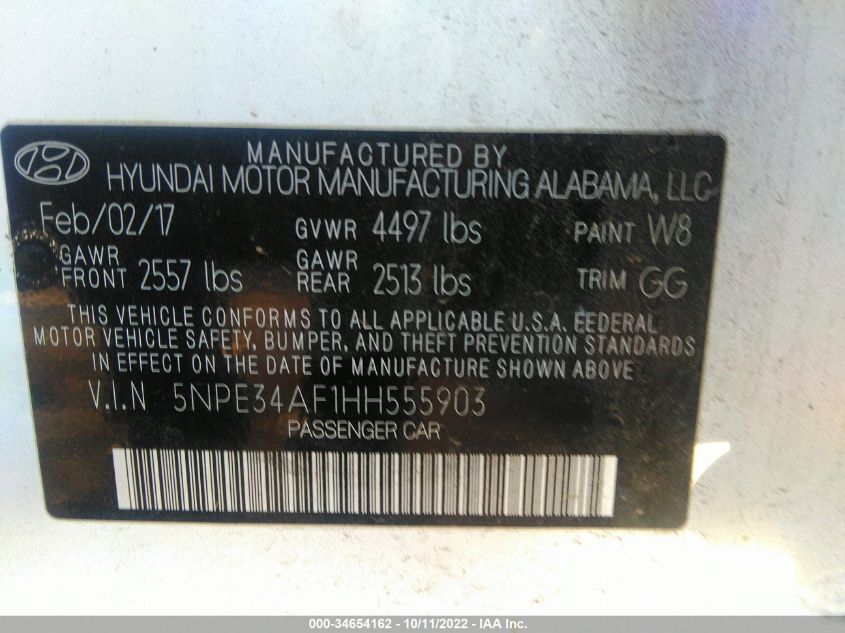 MANUFACTURED BY
HYUNDAI MOTOR MANUFACTURING ALABAMA, LLC
Feb/02/17 GVWR 4497 lbs PAINT W8
GAWR FRONT 2557 lbs GAWR REAR 2513 lbs TRIM GG
THIS VEHICLE CONFORMS TO ALL APPLICABLE U.S.A. FEDERAL
MOTOR VEHICLE SAFETY, BUMPER, AND THEFT PREVENTION STANDARDS
IN EFFECT ON THE DATE OF MANUFACTURE SHOWN ABOVE.
V.I.N 5NPE34AF1HH555903
PASSENGER CAR
000-34654162 - 10/11/2022 - IAA Inc.